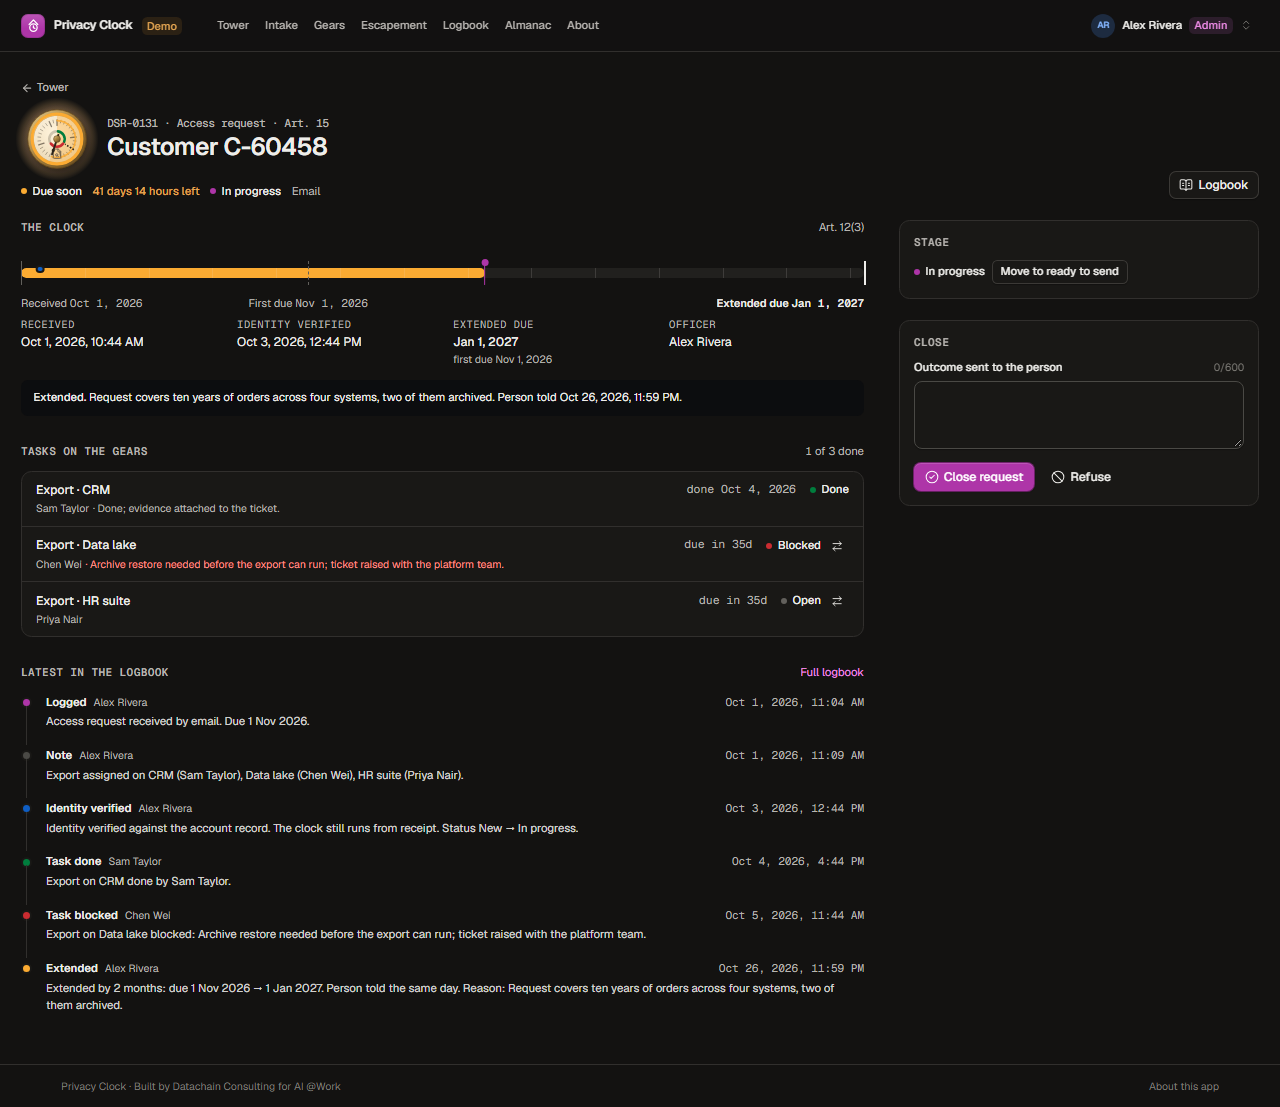 Privacy Clock Demo Tower Intake Gears Escapement Logbook Almanac About AR Alex Rivera Admin
← Tower
DSR-0131 · Access request · Art. 15
Customer C-60458
Due soon 41 days 14 hours left In progress Email
Logbook
THE CLOCK Art. 12(3)
Received Oct 1, 2026 First due Nov 1, 2026 Extended due Jan 1, 2027
RECEIVED IDENTITY VERIFIED EXTENDED DUE OFFICER
Oct 1, 2026, 10:44 AM Oct 3, 2026, 12:44 PM Jan 1, 2027 Alex Rivera
first due Nov 1, 2026
Extended. Request covers ten years of orders across four systems, two of them archived. Person told Oct 26, 2026, 11:59 PM.
TASKS ON THE GEARS 1 of 3 done
Export · CRM done Oct 4, 2026 Done
Sam Taylor · Done; evidence attached to the ticket.
Export · Data lake due in 35d Blocked
Chen Wei · Archive restore needed before the export can run; ticket raised with the platform team.
Export · HR suite due in 35d Open
Priya Nair
LATEST IN THE LOGBOOK Full logbook
Logged Alex Rivera Oct 1, 2026, 11:04 AM
Access request received by email. Due 1 Nov 2026.
Note Alex Rivera Oct 1, 2026, 11:09 AM
Export assigned on CRM (Sam Taylor), Data lake (Chen Wei), HR suite (Priya Nair).
Identity verified Alex Rivera Oct 3, 2026, 12:44 PM
Identity verified against the account record. The clock still runs from receipt. Status New → In progress.
Task done Sam Taylor Oct 4, 2026, 4:44 PM
Export on CRM done by Sam Taylor.
Task blocked Chen Wei Oct 5, 2026, 11:44 AM
Export on Data lake blocked: Archive restore needed before the export can run; ticket raised with the platform team.
Extended Alex Rivera Oct 26, 2026, 11:59 PM
Extended by 2 months: due 1 Nov 2026 → 1 Jan 2027. Person told the same day. Reason: Request covers ten years of orders across four systems, two of
them archived.
STAGE
In progress Move to ready to send
CLOSE
Outcome sent to the person 0/600
Close request Refuse
Privacy Clock · Built by Datachain Consulting for AI @Work About this app